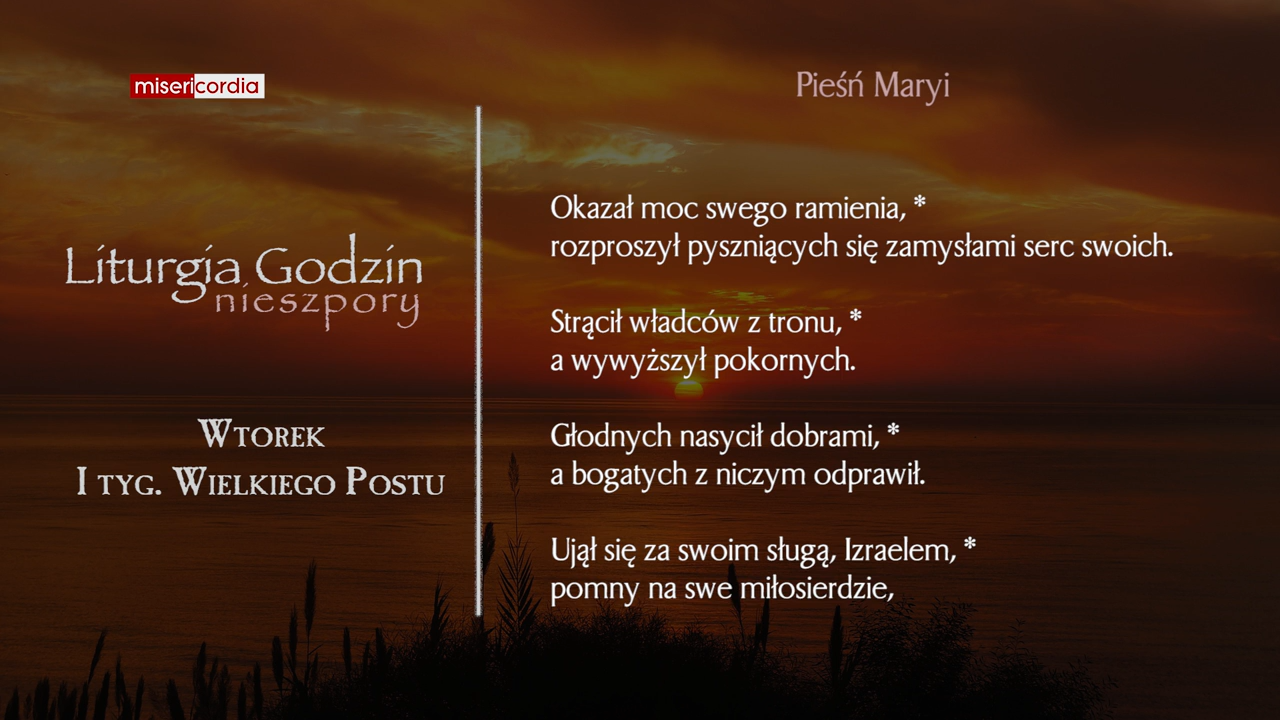 misericordia
Liturgia Godzin
nieszpory
Wtorek
I tyg. Wielkiego Postu
Pieśń Maryi
Okazał moc swego ramienia, *
rozproszył pyszniących się zamysłami serc swoich.
Strącił władców z tronu, *
a wywyższył pokornych.
Głodnych nasycił dobrami, *
a bogatych z niczym odprawił.
Ujął się za swoim sługą, Izraelem, *
pomny na swe miłosierdzie,